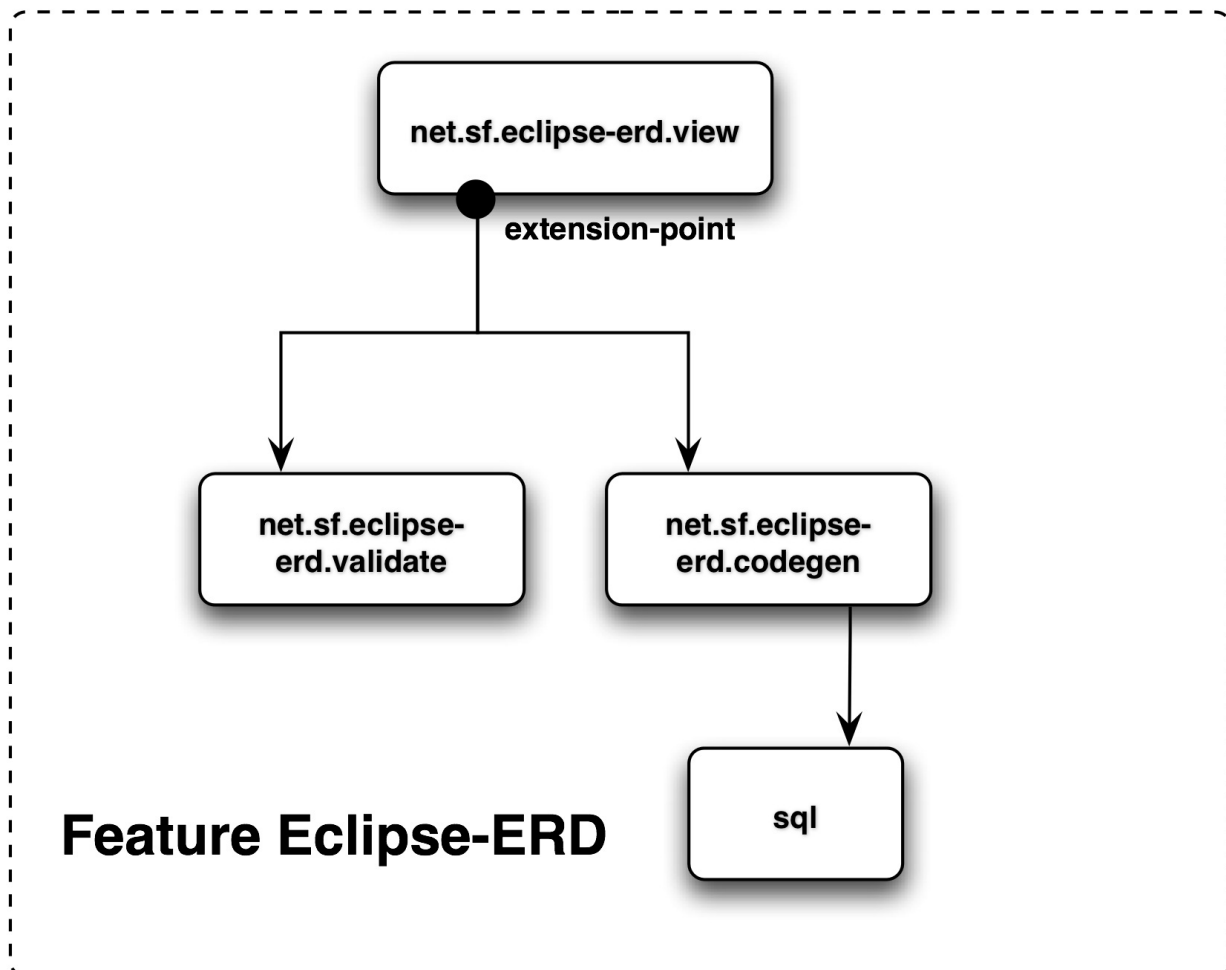 net.sf.eclipse-erd.view
extension-point
net.sf.eclipse-
erd.validate
net.sf.eclipse-
erd.codegen
sql
Feature Eclipse-ERD